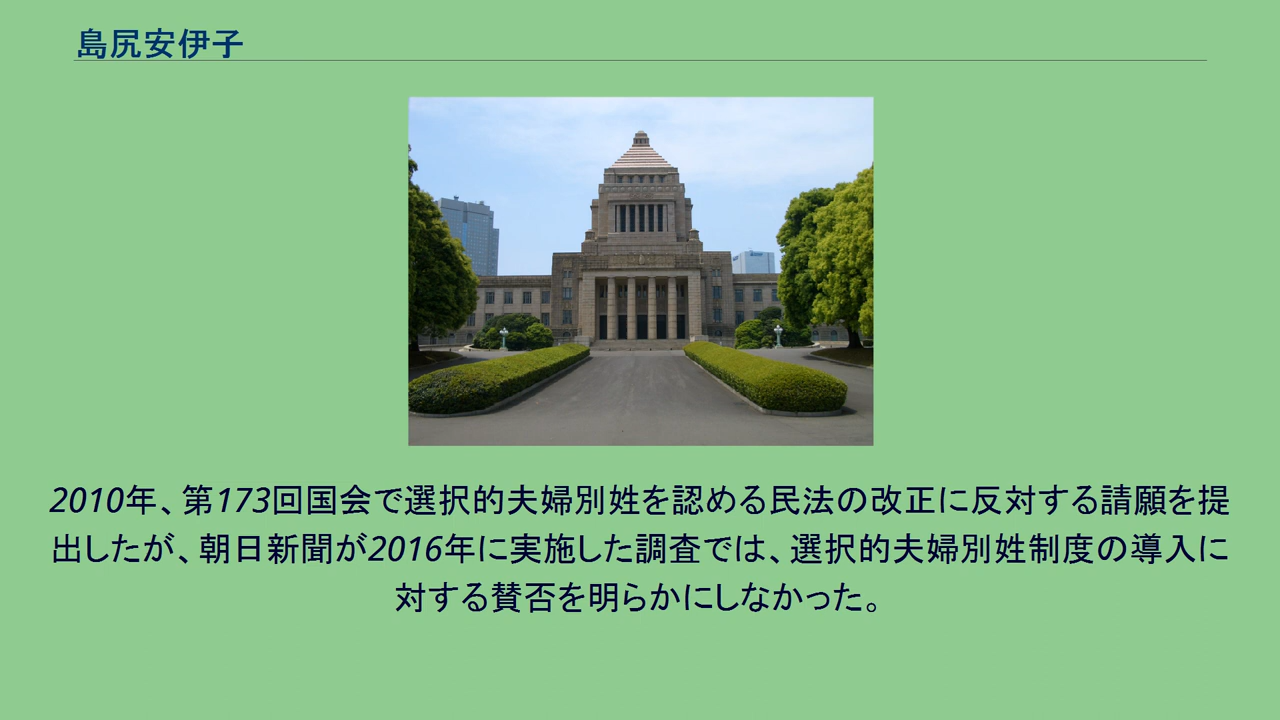 島尻安伊子
2010年、第173回国会で選択的夫婦別姓を認める民法の改正に反対する請願を提
出したが、朝日新聞が2016年に実施した調査では、選択的夫婦別姓制度の導入に
対する賛否を明らかにしなかった。